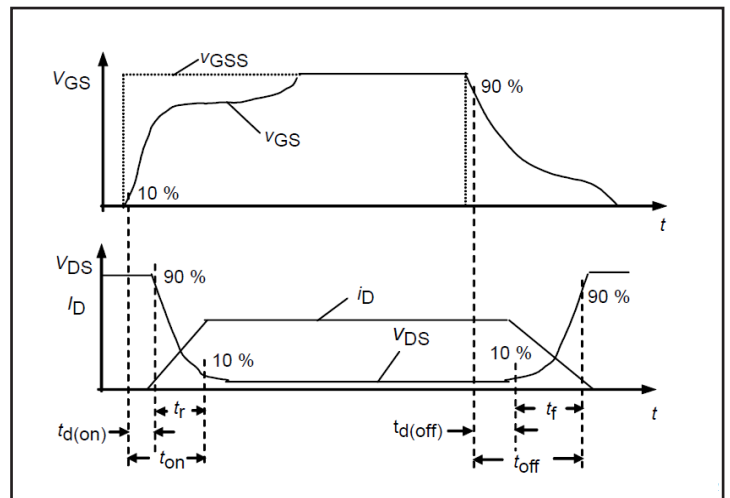 vGSS
VGS
90 %
vGS
10 %
t
VDS
90 %
ID
iD
90 %
VDS
10 %
10 %
tr
tf
t
td(on)
td(off)
ton
toff